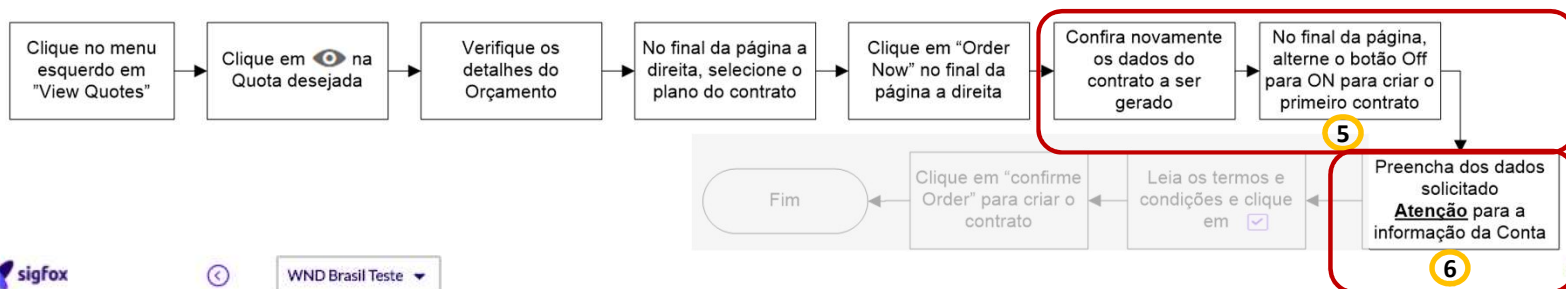 Clique no menu
esquerdo em
"View Quotes"
Clique em na
Quota desejada
Verifique os
detalhes do
Orçamento
No final da página a
direita, selecione o
plano do contrato
Clique em “Order
Now” no final da
página a direita
Confira novamente
os dados do
contrato a ser
gerado
No final da página,
alterne o botão Off
para ON para criar o
primeiro contrato
5
Preencha dos dados
solicitado
Atenção para a
informação da Conta
6
Leia os termos e
condições e clique
em
Clique em “confirme
Order” para criar o
contrato
Fim
sigfox
WND Brasil Teste